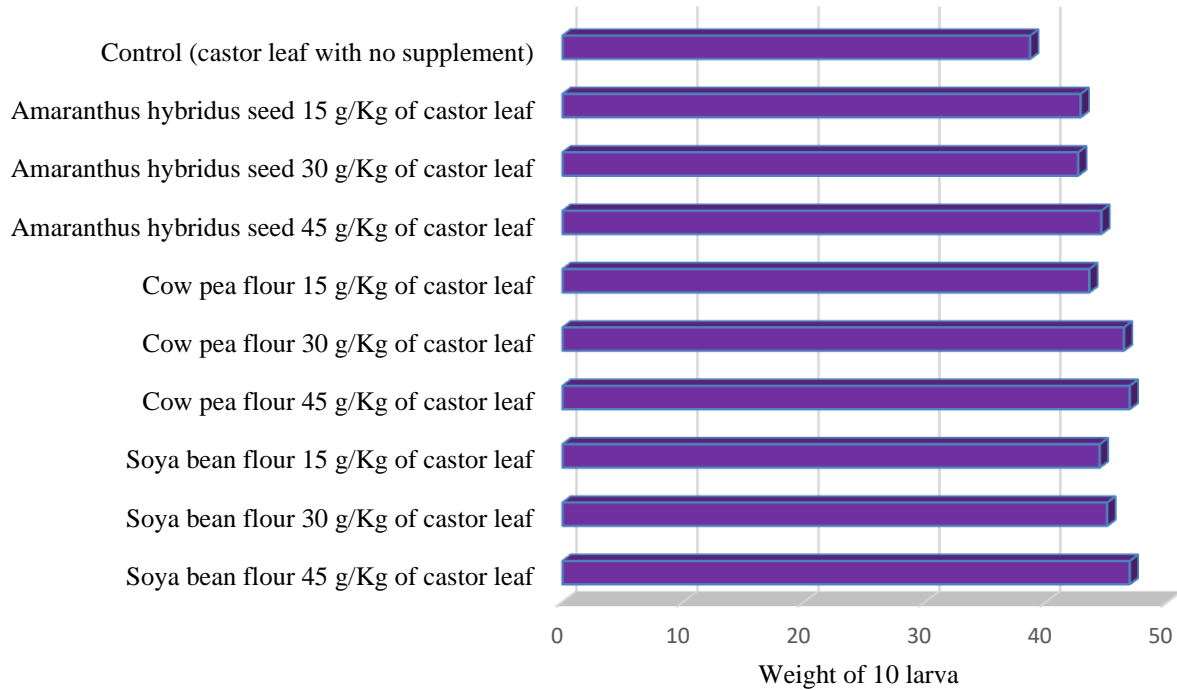 Control (castor leaf with no supplement)
Amaranthus hybridus seed 15 g/Kg of castor leaf
Amaranthus hybridus seed 30 g/Kg of castor leaf
Amaranthus hybridus seed 45 g/Kg of castor leaf
Cow pea flour 15 g/Kg of castor leaf
Cow pea flour 30 g/Kg of castor leaf
Cow pea flour 45 g/Kg of castor leaf
Soya bean flour 15 g/Kg of castor leaf
Soya bean flour 30 g/Kg of castor leaf
Soya bean flour 45 g/Kg of castor leaf
0 10 20 30 40 50
Weight of 10 larva